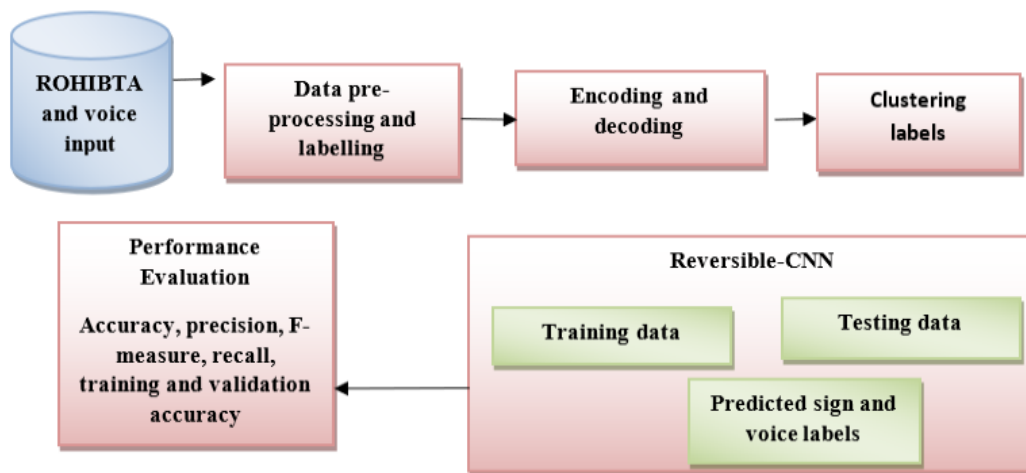 ROHIBTA
and voice
input
Data pre-
processing and
labelling
Encoding and
decoding
Clustering
labels
Performance
Evaluation
Accuracy, precision, F-
measure, recall,
training and validation
accuracy
Reversible-CNN
Training data
Testing data
Predicted sign and
voice labels